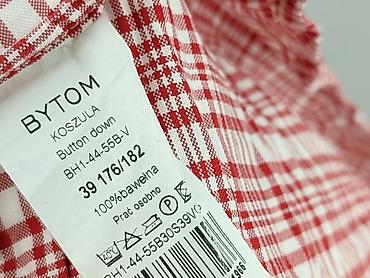 BYTOM
KOSZULA
Button down
BH1-44-55B-V
39 176/182
100%bawełna
Prać osobno
BH1-44-55B30S39V